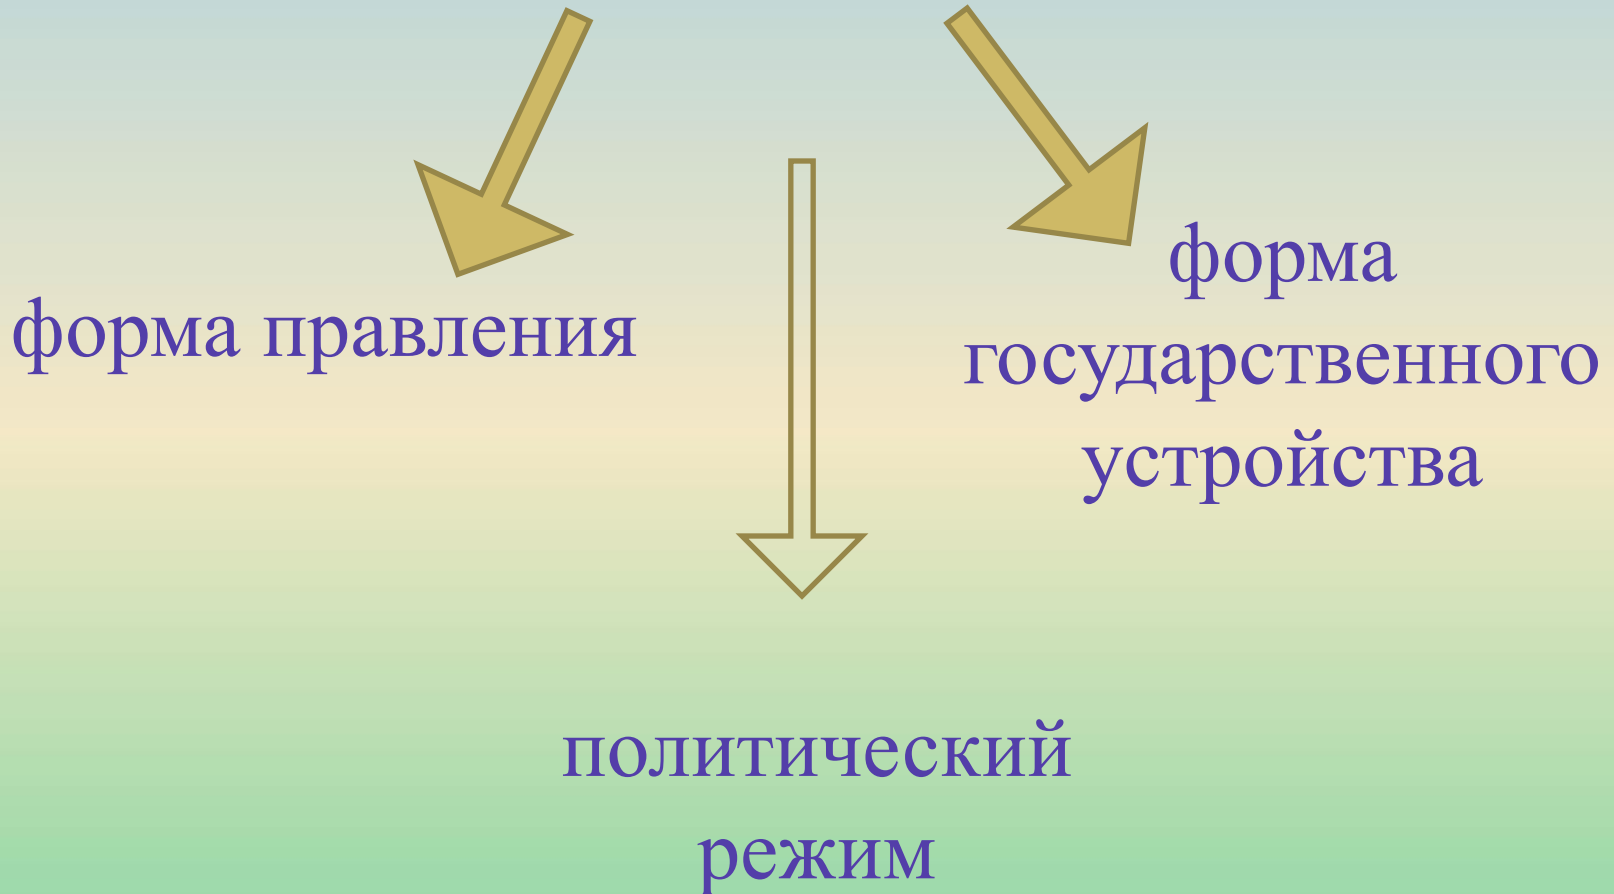 форма правления
форма
государственного
устройства
политический
режим